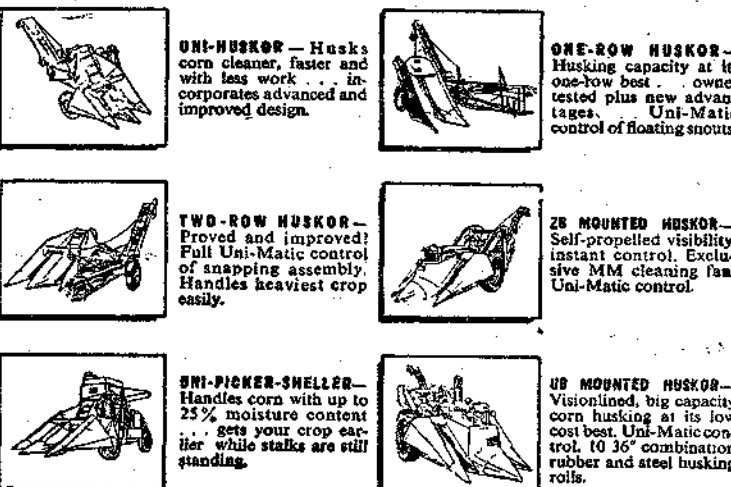 UNI-HUSKOR — Husks
corn cleaner, faster and
with less work . . . in-
corporates advanced and
improved design.
ONE-ROW HUSKOR—
Husking capacity at it
one-row best . . owne
tested plus new advan
tages. . . Uni-Matic
control of floating snouts
TWO-ROW HUSKOR—
Proved and improved!
Full Uni-Matic control
of snapping assembly.
Handles heaviest crop
easily.
ZB MOUNTED HUSKOR—
Self-propelled visibility
instant control. Exclu-
sive MM cleaning fan
Uni-Matic control.
UNI-PICKER-SHELLER—
Handles corn with up to
25% moisture content
. . . gets your crop ear-
lier while stalks are still
standing.
UB MOUNTED HUSKOR—
Visionlined, big capacity
corn husking at its low
cost best. Uni-Matic con-
trol. 10 36" combination
rubber and steel husking
rolls.